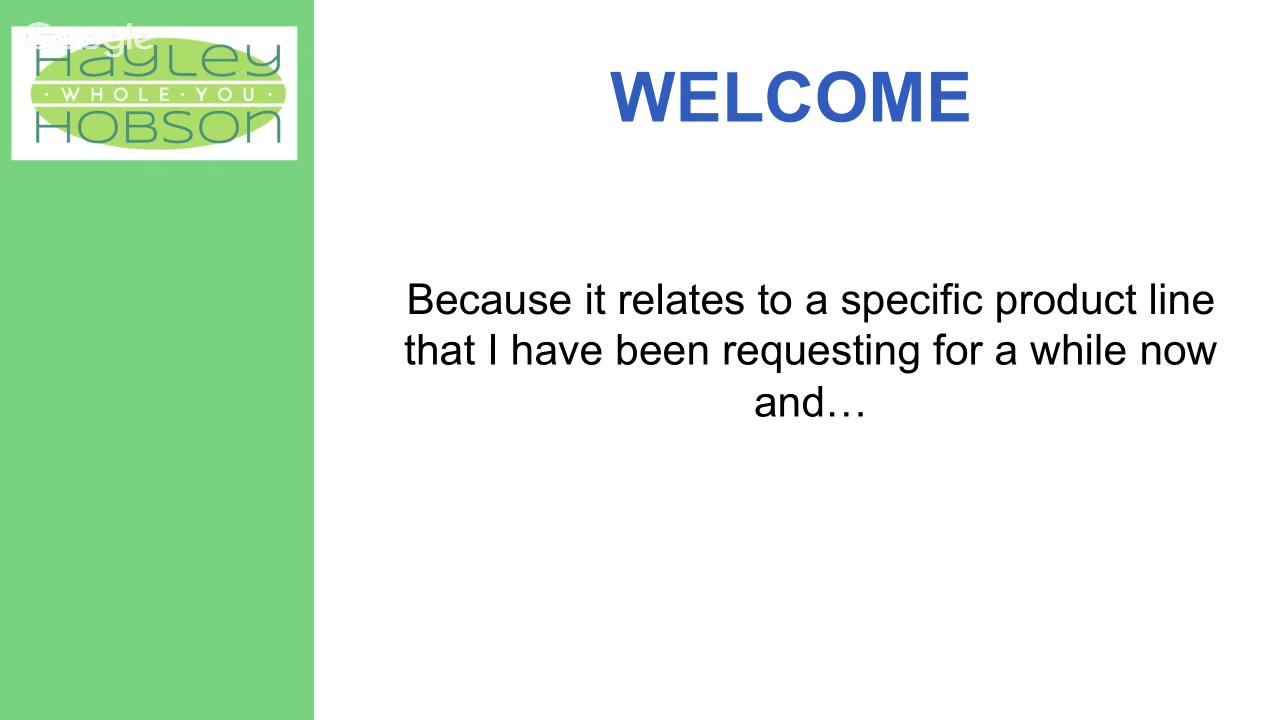 Google
HAYLEY
· WHOLE · YOU ·
HOBSON
WELCOME
Because it relates to a specific product line
that I have been requesting for a while now
and…